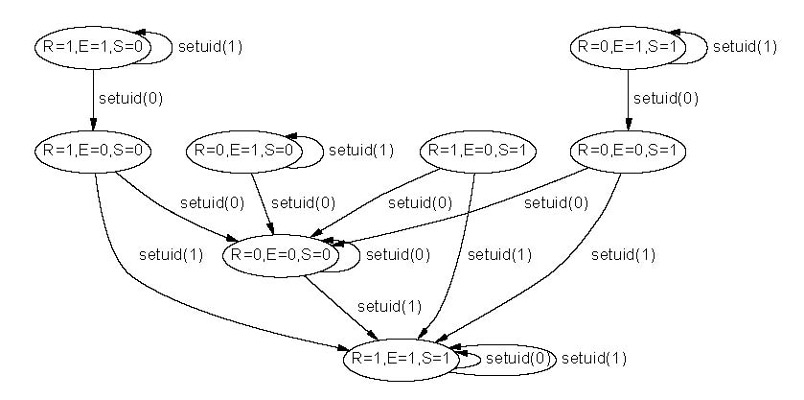 R=1,E=1,S=0
setuid(1)
R=0,E=1,S=1
setuid(1)
setuid(0)
setuid(0)
R=1,E=0,S=0
R=0,E=1,S=0
setuid(1)
R=1,E=0,S=1
R=0,E=0,S=1
setuid(0)
setuid(0)
setuid(0)
setuid(0)
setuid(1)
R=0,E=0,S=0
setuid(0)
setuid(1)
setuid(1)
setuid(1)
R=1,E=1,S=1
setuid(0)
setuid(1)